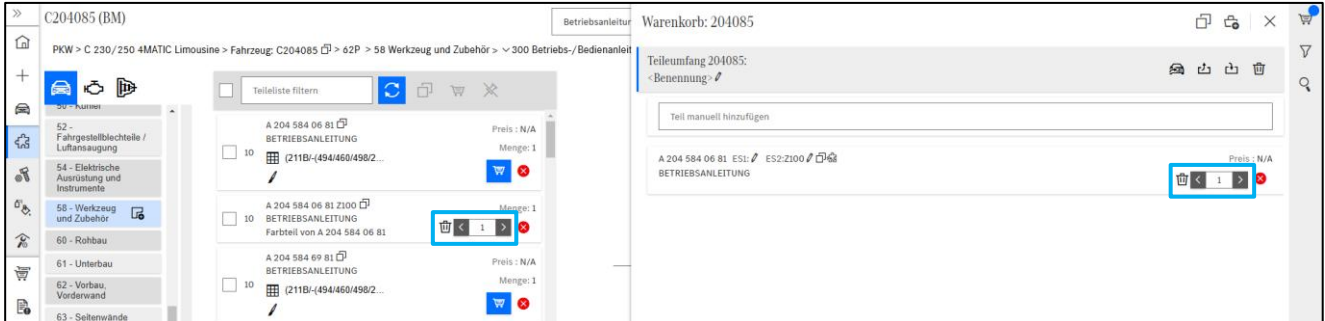 C204085 (BM)
Betriebsanleitur
PKW > C 230/250 4MATIC Limousine > Fahrzeug: C204085 > 62P > 58 Werkzeug und Zubehör > 300 Betriebs-/Bedienanleit
50 - Kühler
52 -
Fahrgestellblechteile /
Luftansaugung
54 - Elektrische
Ausrüstung und
Instrumente
58 - Werkzeug
und Zubehör
60 - Rohbau
61 - Unterbau
62 - Vorbau,
Vorderwand
63 - Seitenwände
Teileliste filtern
A 204 584 06 81
Preis : N/A
BETRIEBSANLEITUNG
Menge: 1
10
(211B/-(494/460/498/2...
A 204 584 06 81 Z100
Menge: 1
10
BETRIEBSANLEITUNG
Farbteil von A 204 584 06 81
1
A 204 584 69 81
Preis : N/A
BETRIEBSANLEITUNG
Menge: 1
10
(211B/-(494/460/498/2...
Warenkorb: 204085
Teileumfang 204085:
<Benennung>
Teil manuell hinzufügen
A 204 584 06 81 ES1: ES2:Z100
Preis : N/A
BETRIEBSANLEITUNG
1